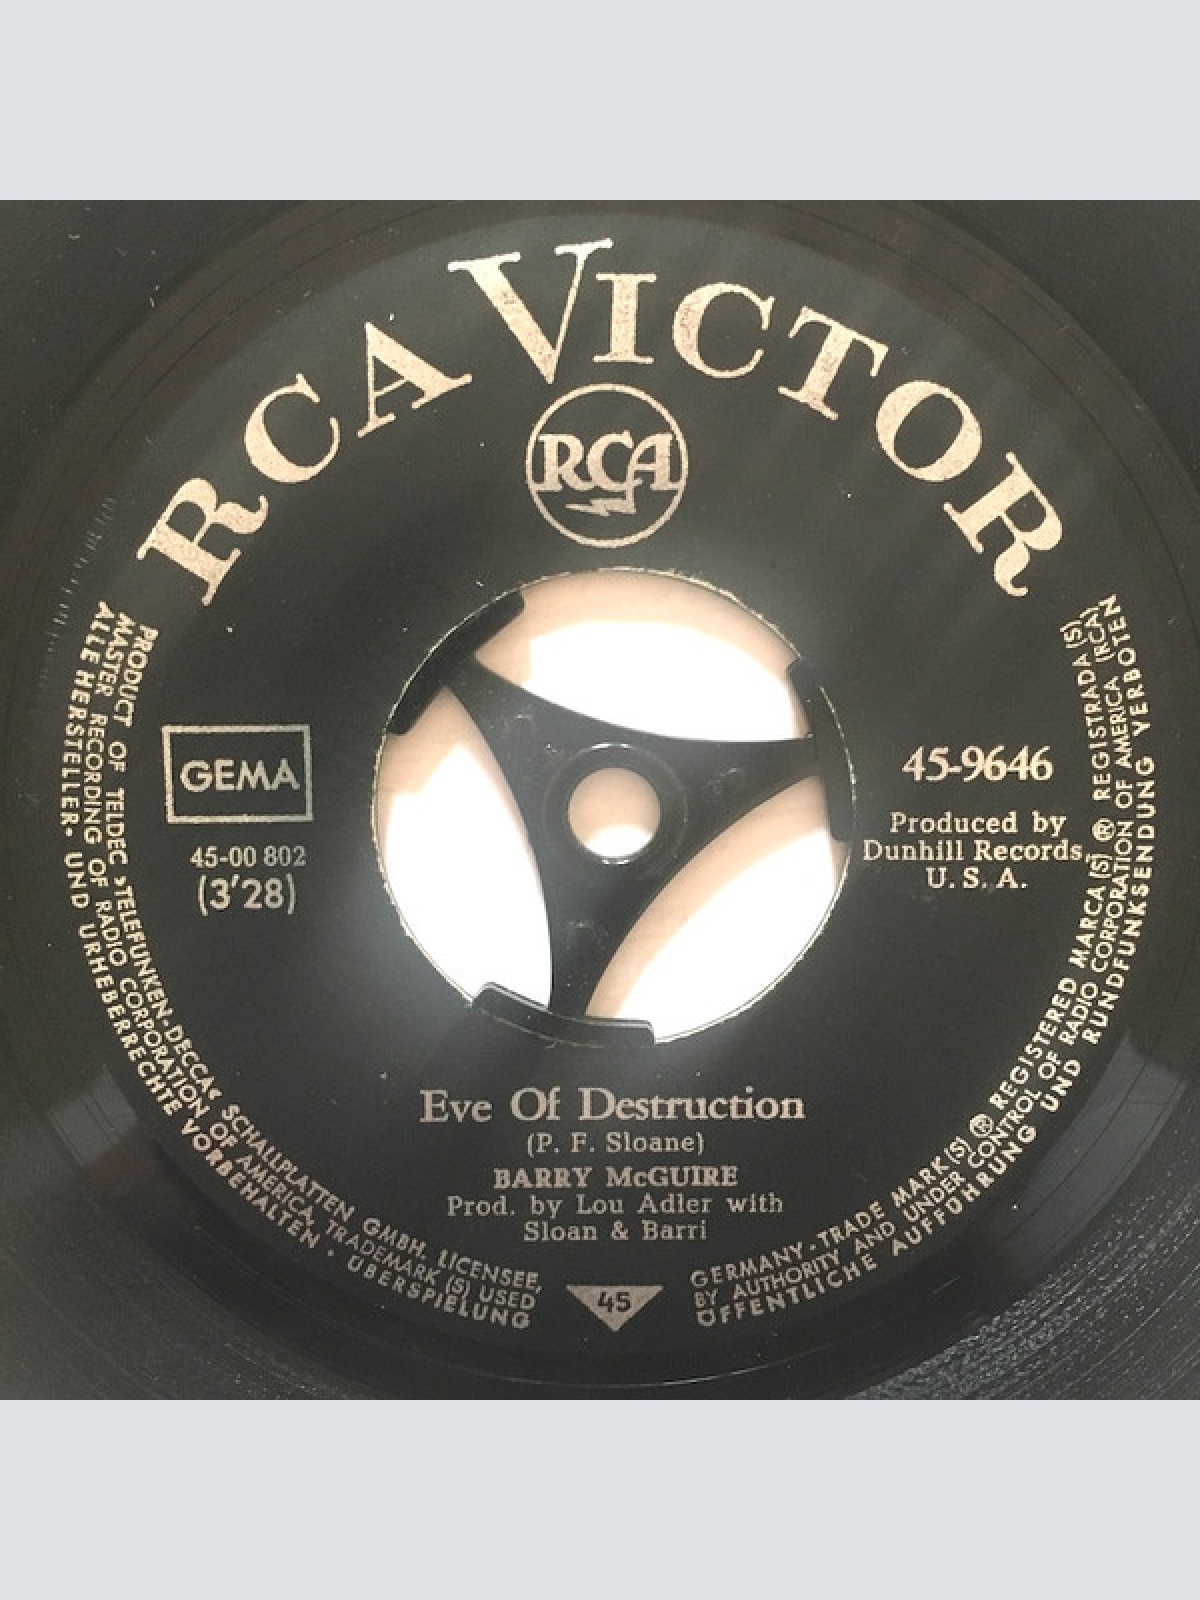 RCA VICTOR
RCA
GEMA
45-00 802
(3'28)
45-9646
Produced by
Dunhill Records,
U. S. A.
Eve Of Destruction
(P. F. Sloane)
BARRY McGUIRE
Prod. by Lou Adler with
Sloan & Barri
45
PRODUCT OF TELDEC »TELEFUNKEN-DECCA« SCHALLPLATTEN GMBH. LICENSEE, GERMANY · TRADE MARK (S) ® REGISTERED MARCA (S) ® REGISTRADA (S)
MASTER RECORDING OF RADIO CORPORATION OF AMERICA, TRADEMARK (S) USED BY AUTHORITY AND UNDER CONTROL OF RADIO CORPORATION OF AMERICA (RCA)
ALLE HERSTELLER- UND URHEBERRECHTE VORBEHALTEN · ÜBERSPIELUNG ÖFFENTLICHE AUFFÜHRUNG UND RUNDFUNKSENDUNG VERBOTEN